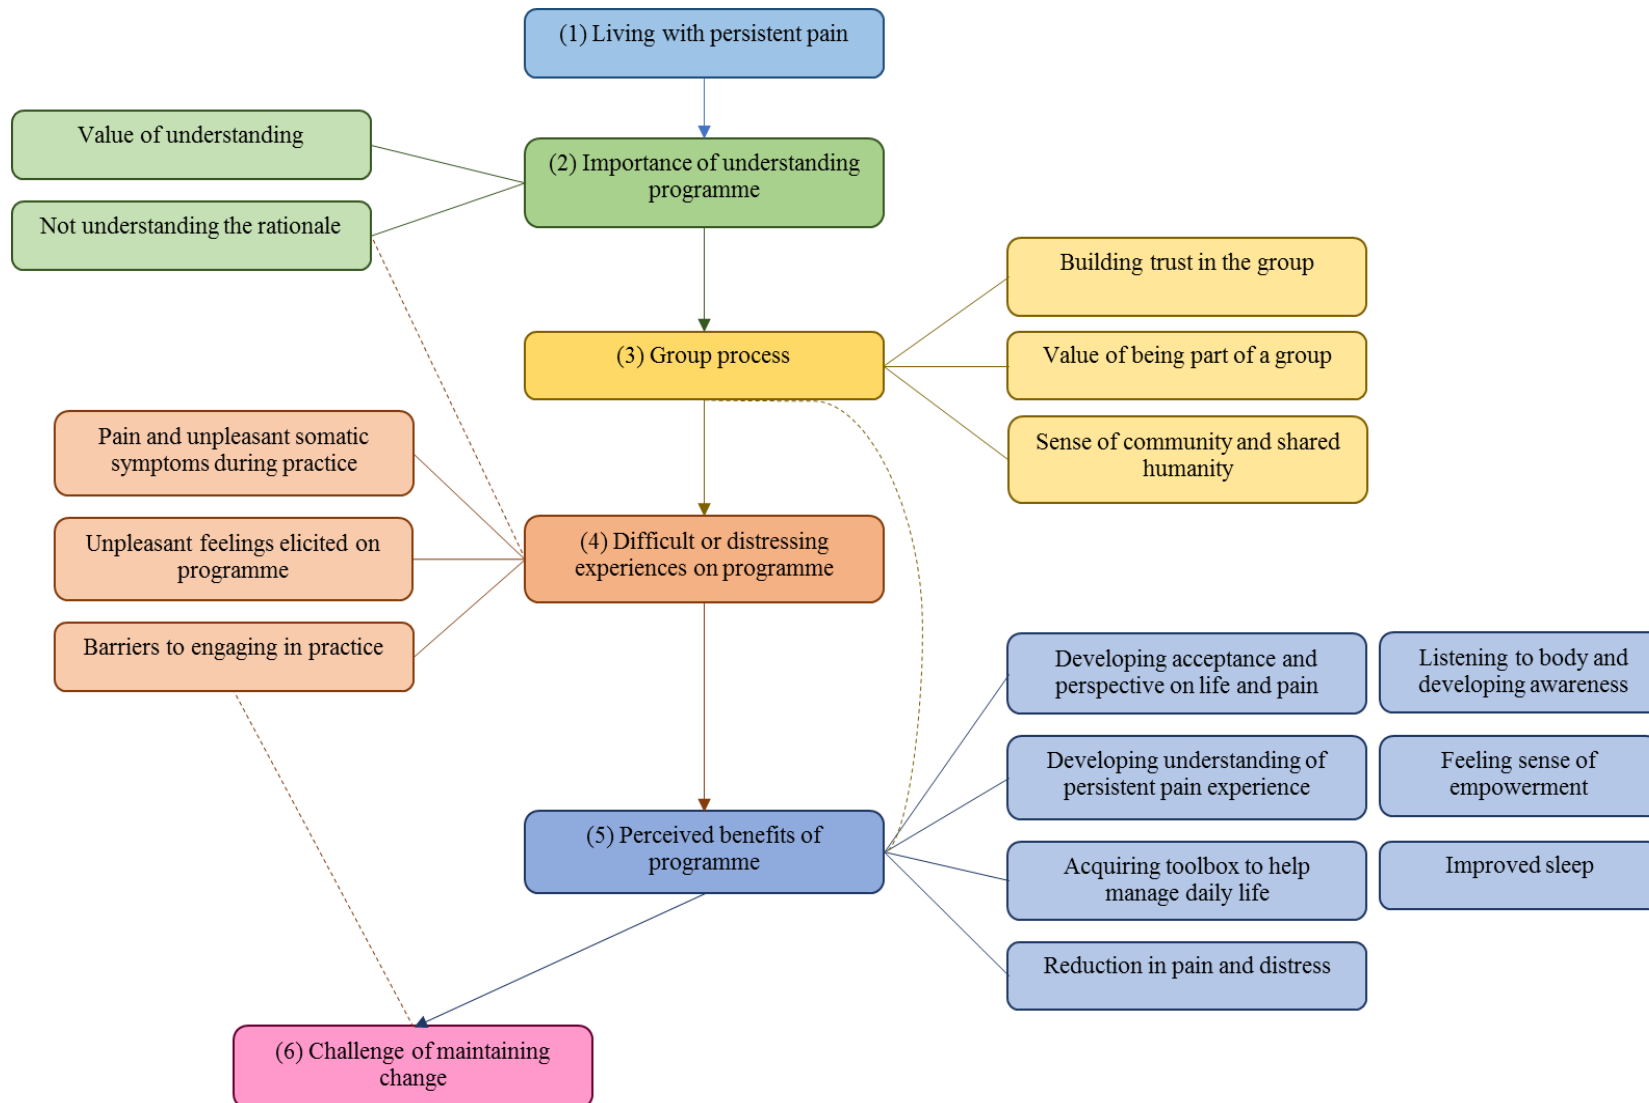 (1) Living with persistent pain
Value of understanding
(2) Importance of understanding
programme
Not understanding the rationale
Building trust in the group
(3) Group process
Value of being part of a group
Sense of community and shared
humanity
Pain and unpleasant somatic
symptoms during practice
Unpleasant feelings elicited on
programme
(4) Difficult or distressing
experiences on programme
Barriers to engaging in practice
Developing acceptance and
perspective on life and pain
Listening to body and
developing awareness
Developing understanding of
persistent pain experience
Feeling sense of
empowerment
(5) Perceived benefits of
programme
Acquiring toolbox to help
manage daily life
Improved sleep
Reduction in pain and distress
(6) Challenge of maintaining
change